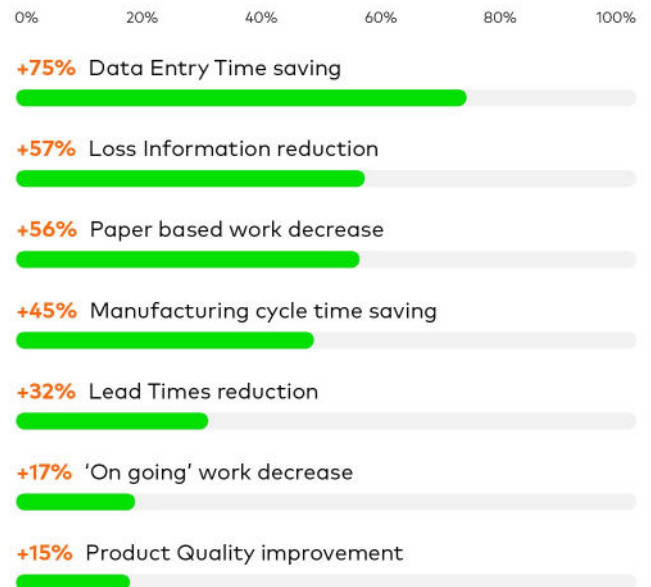 0% 20% 40% 60% 80% 100%
+75% Data Entry Time saving
+57% Loss Information reduction
+56% Paper based work decrease
+45% Manufacturing cycle time saving
+32% Lead Times reduction
+17% ‘On going’ work decrease
+15% Product Quality improvement